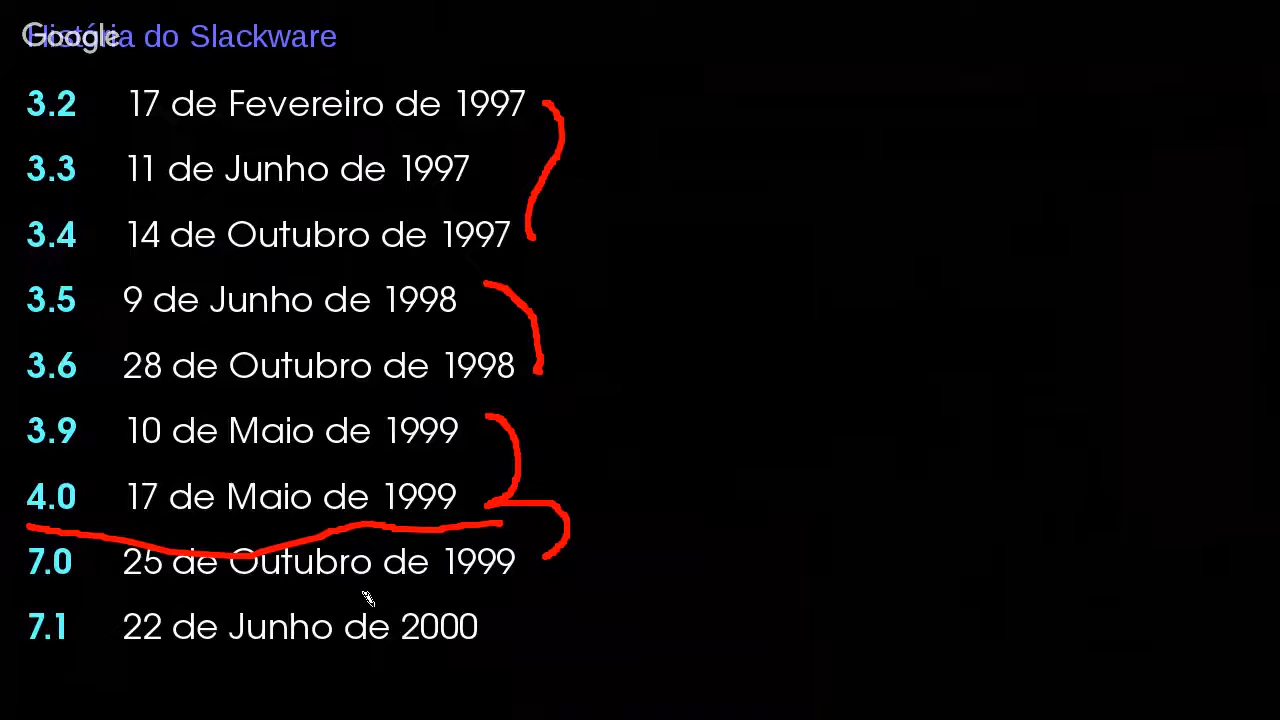 Google
História do Slackware
3.2 17 de Fevereiro de 1997
3.3 11 de Junho de 1997
3.4 14 de Outubro de 1997
3.5 9 de Junho de 1998
3.6 28 de Outubro de 1998
3.9 10 de Maio de 1999
4.0 17 de Maio de 1999
7.0 25 de Outubro de 1999
7.1 22 de Junho de 2000